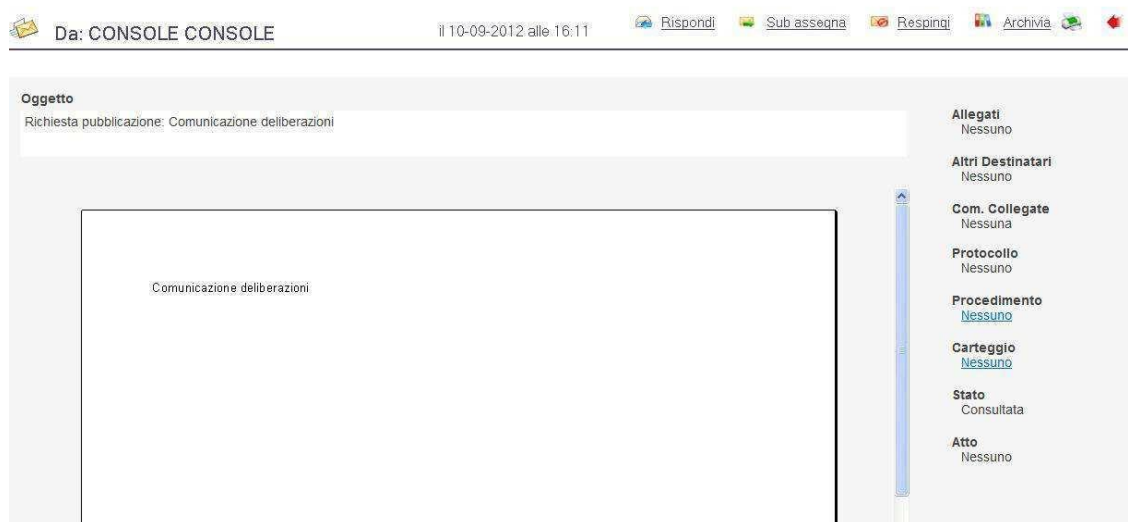 Da: CONSOLE CONSOLE il 10-09-2012 alle 16:11 Rispondi Sub assegna Respingi Archivia
Oggetto
Richiesta pubblicazione: Comunicazione deliberazioni
Comunicazione deliberazioni
Allegati
Nessuno
Altri Destinatari
Nessuno
Com. Collegate
Nessuna
Protocollo
Nessuno
Procedimento
Nessuno
Carteggio
Nessuno
Stato
Consultata
Atto
Nessuno